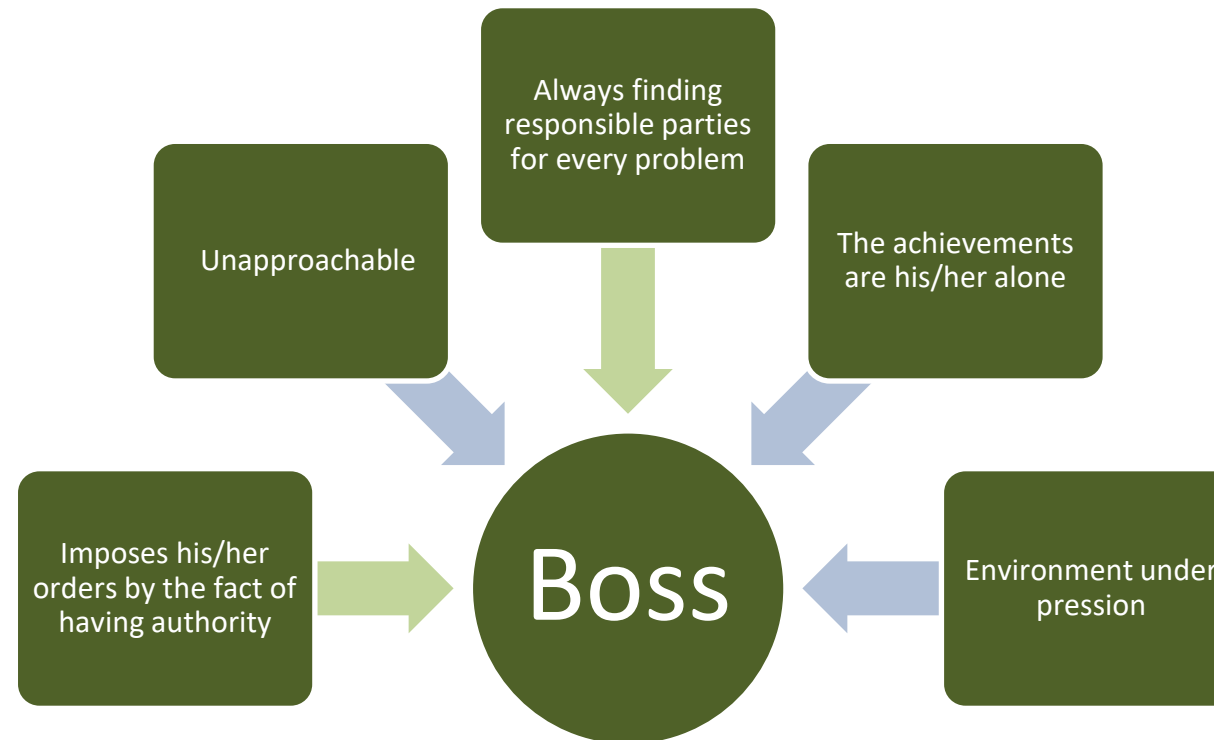 Always finding
responsible parties
for every problem
Unapproachable
The achievements
are his/her alone
Imposes his/her
orders by the fact of
having authority
Boss
Environment under
pression